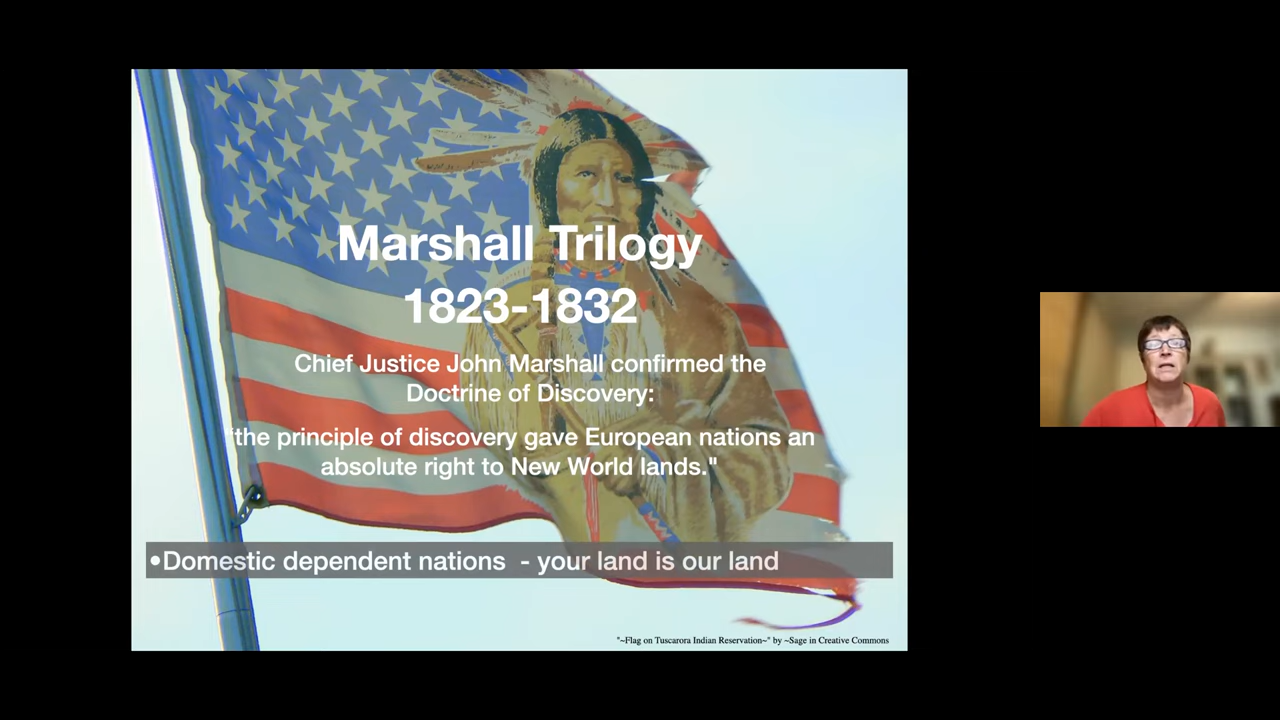 Marshall Trilogy
1823-1832
Chief Justice John Marshall confirmed the
Doctrine of Discovery:
"the principle of discovery gave European nations an
absolute right to New World lands."
•Domestic dependent nations - your land is our land
"~Flag on Tuscarora Indian Reservation~" by ~Sage in Creative Commons